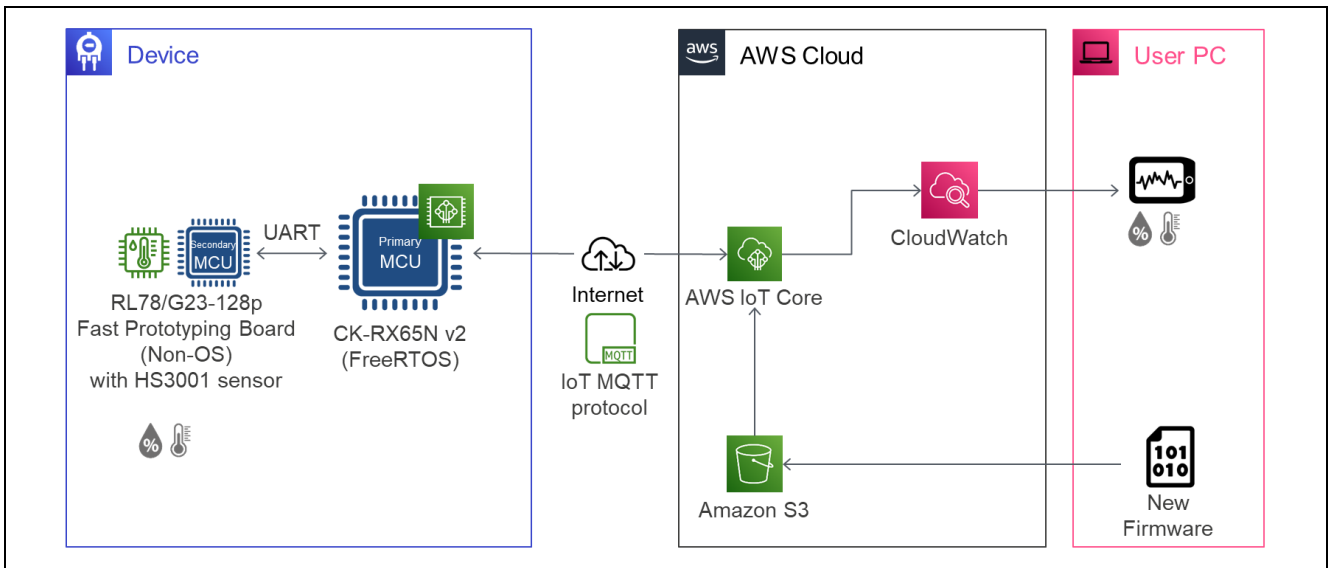 Device
Secondary
MCU
UART
Primary
MCU
RL78/G23-128p
Fast Prototyping Board
(Non-OS)
with HS3001 sensor
%
CK-RX65N v2
(FreeRTOS)
Internet
MQTT
IoT MQTT
protocol
aws
AWS Cloud
CloudWatch
AWS IoT Core
Amazon S3
User PC
%
101
010
New
Firmware